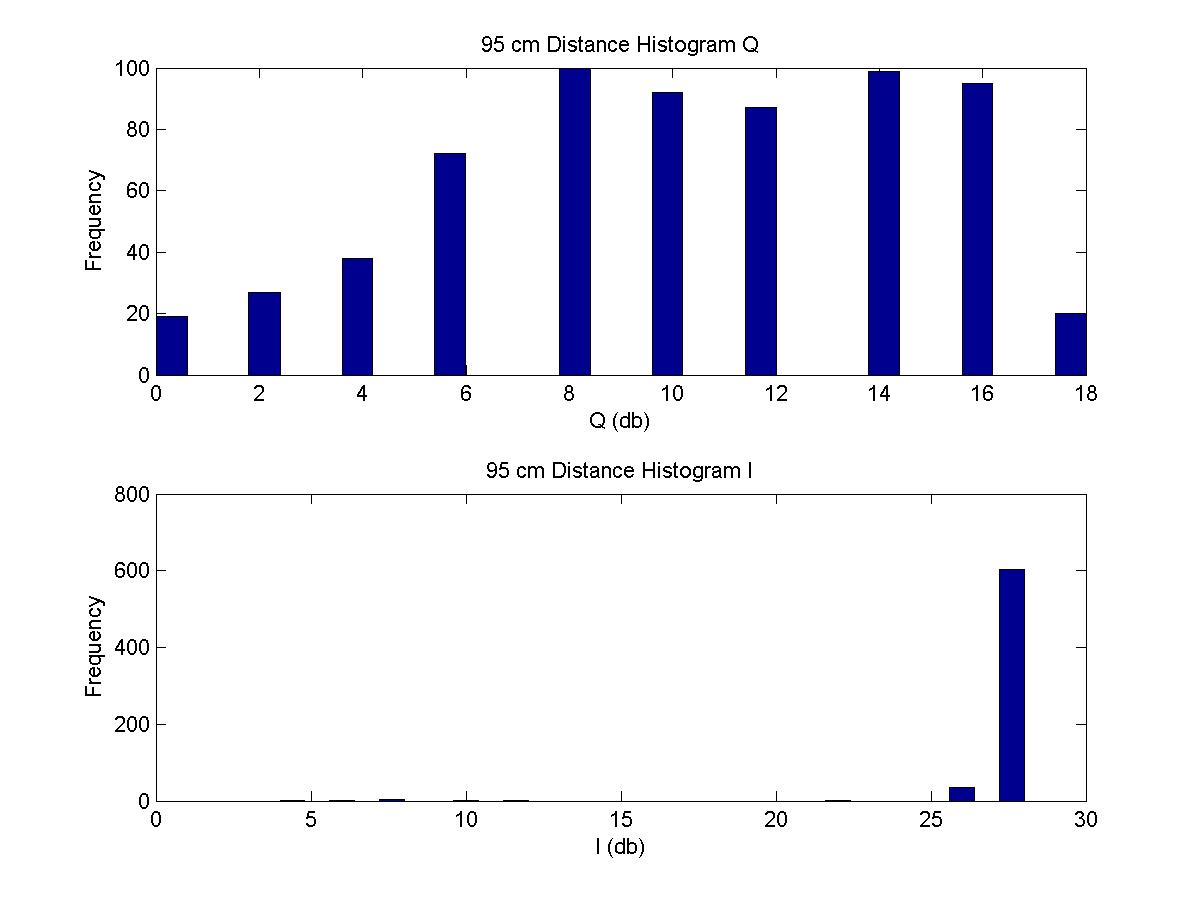 95 cm Distance Histogram Q
100
80
60
40
20
0
Frequency
0 2 4 6 8 10 12 14 16 18
Q (db)
95 cm Distance Histogram I
800
600
400
200
0
Frequency
0 5 10 15 20 25 30
I (db)